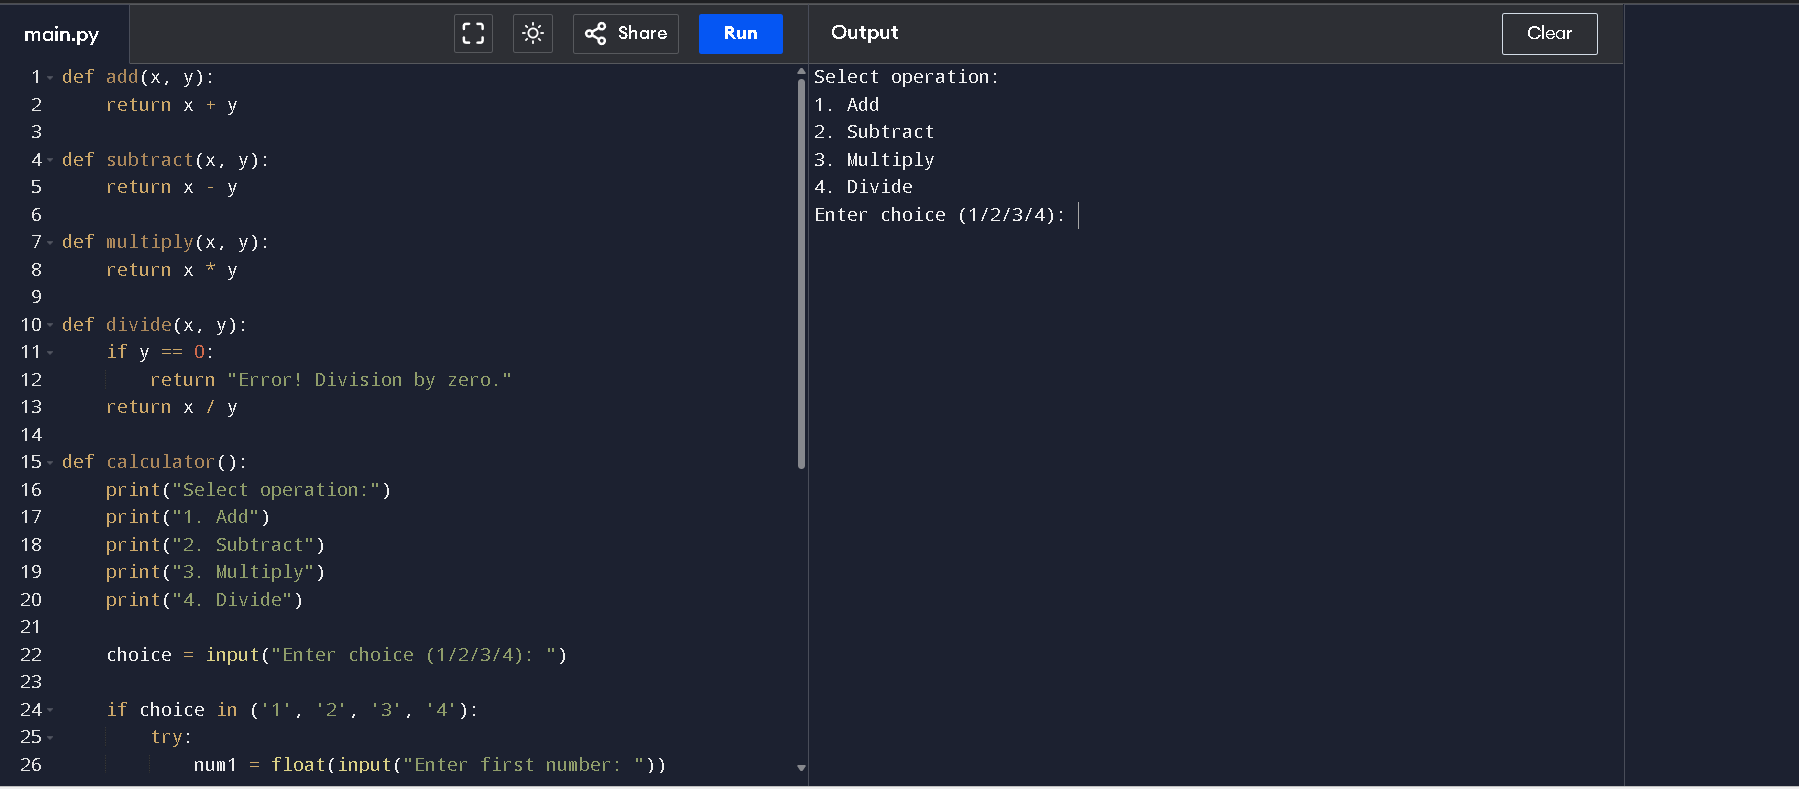 main.py
Share
Run
Output
Clear
1 def add(x, y):
2     return x + y
3
4 def subtract(x, y):
5     return x - y
6
7 def multiply(x, y):
8     return x * y
9
10 def divide(x, y):
11     if y == 0:
12         return "Error! Division by zero."
13     return x / y
14
15 def calculator():
16     print("Select operation:")
17     print("1. Add")
18     print("2. Subtract")
19     print("3. Multiply")
20     print("4. Divide")
21
22     choice = input("Enter choice (1/2/3/4): ")
23
24     if choice in ('1', '2', '3', '4'):
25         try:
26             num1 = float(input("Enter first number: "))
Select operation:
1. Add
2. Subtract
3. Multiply
4. Divide
Enter choice (1/2/3/4):